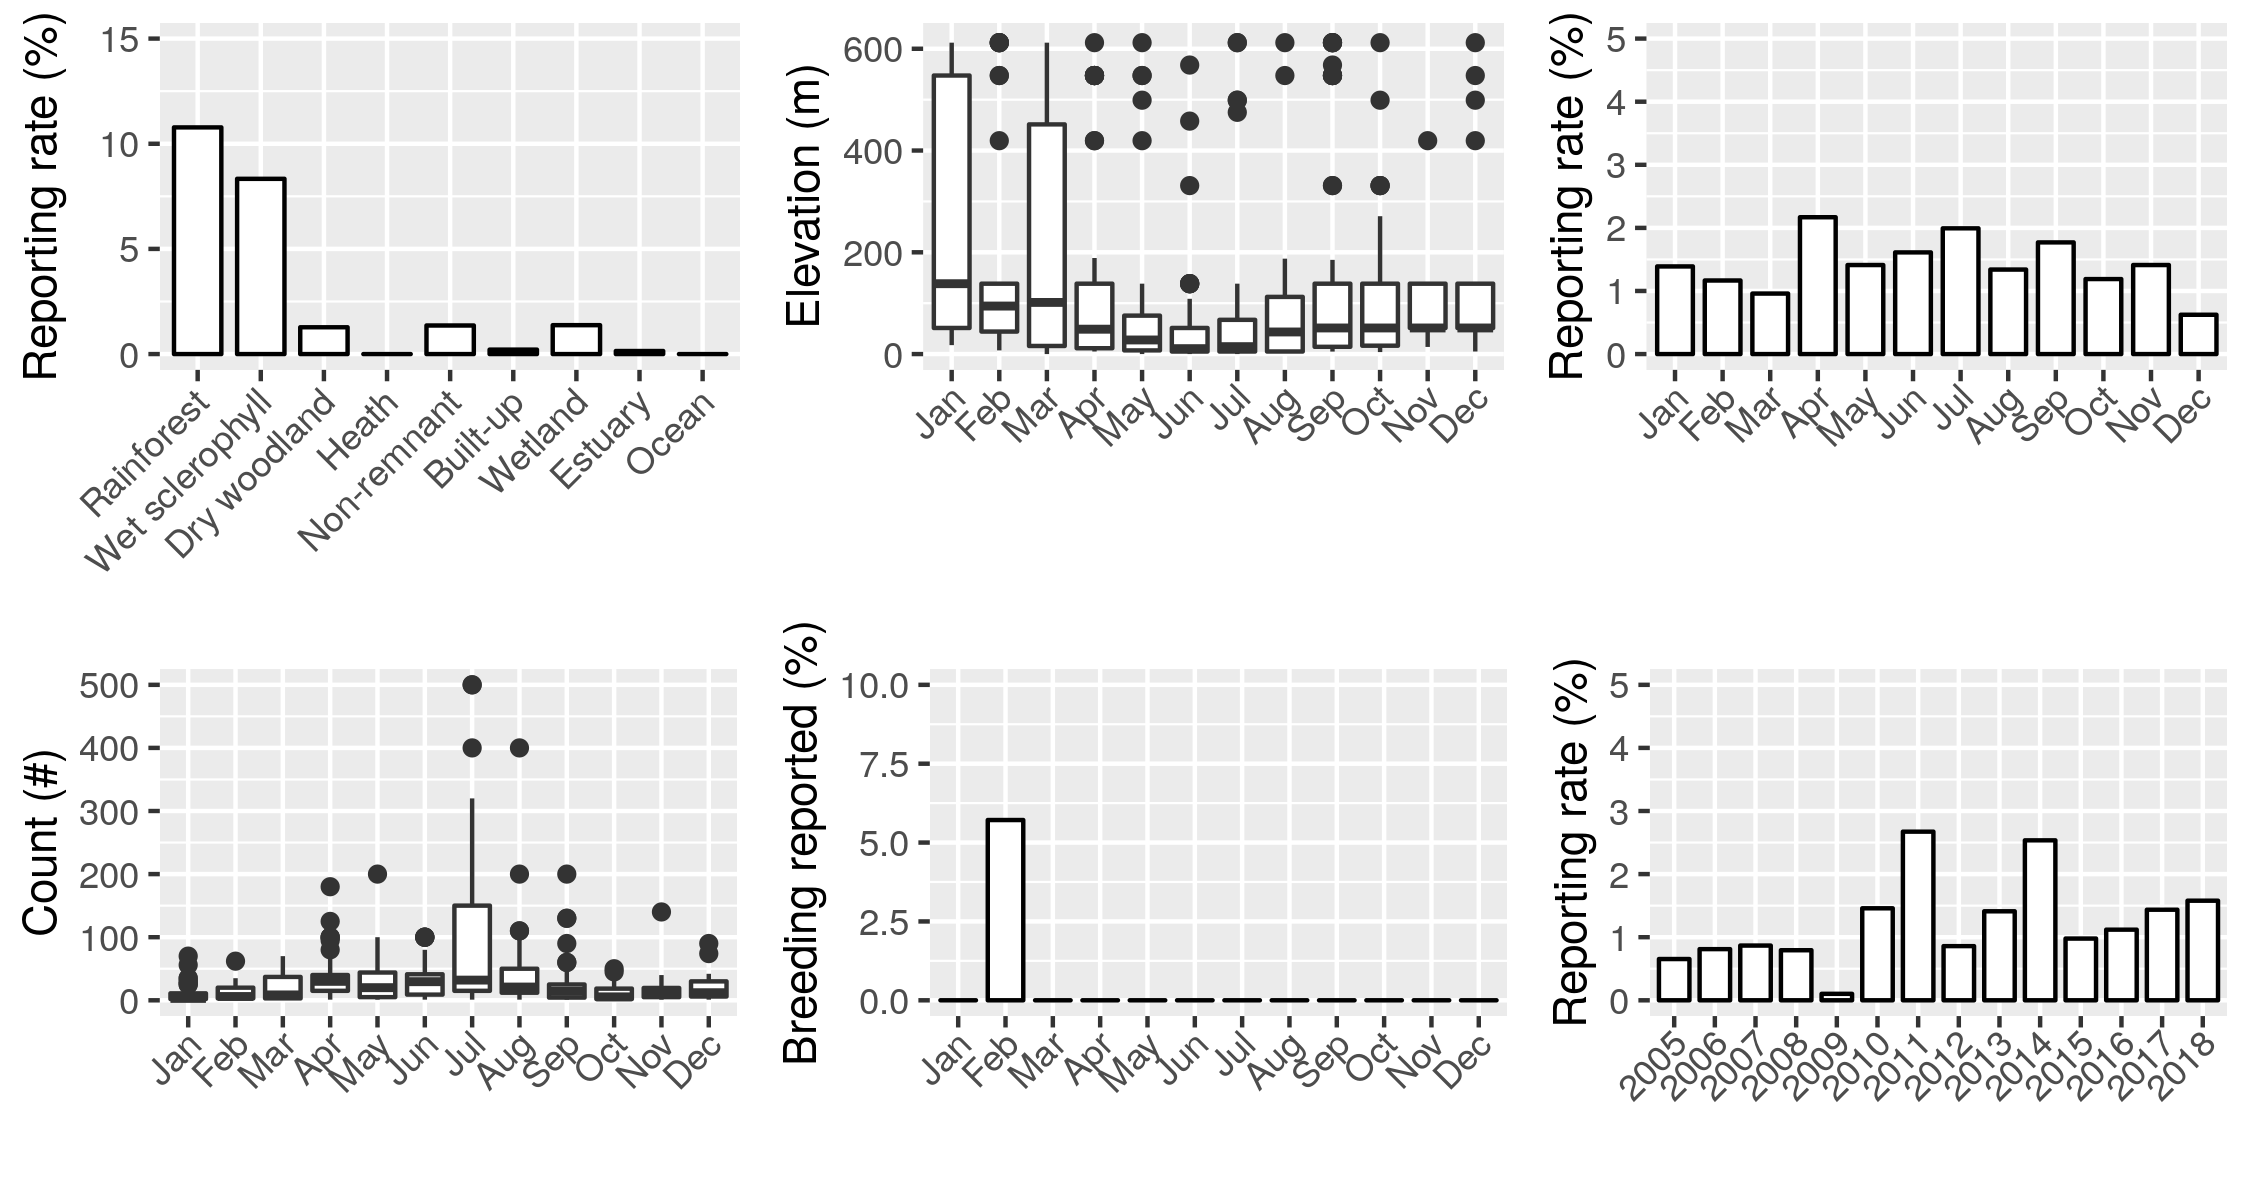 Reporting rate (%)
15
10
5
0
Rainforest
Wet sclerophyll
Dry woodland
Heath
Non-remnant
Built-up
Wetland
Estuary
Ocean
Elevation (m)
600
400
200
0
Jan
Feb
Mar
Apr
May
Jun
Jul
Aug
Sep
Oct
Nov
Dec
Reporting rate (%)
5
4
3
2
1
0
Jan
Feb
Mar
Apr
May
Jun
Jul
Aug
Sep
Oct
Nov
Dec
Count (#)
500
400
300
200
100
0
Jan
Feb
Mar
Apr
May
Jun
Jul
Aug
Sep
Oct
Nov
Dec
Breeding reported (%)
10.0
7.5
5.0
2.5
0.0
Jan
Feb
Mar
Apr
May
Jun
Jul
Aug
Sep
Oct
Nov
Dec
Reporting rate (%)
5
4
3
2
1
0
2005
2006
2007
2008
2009
2010
2011
2012
2013
2014
2015
2016
2017
2018